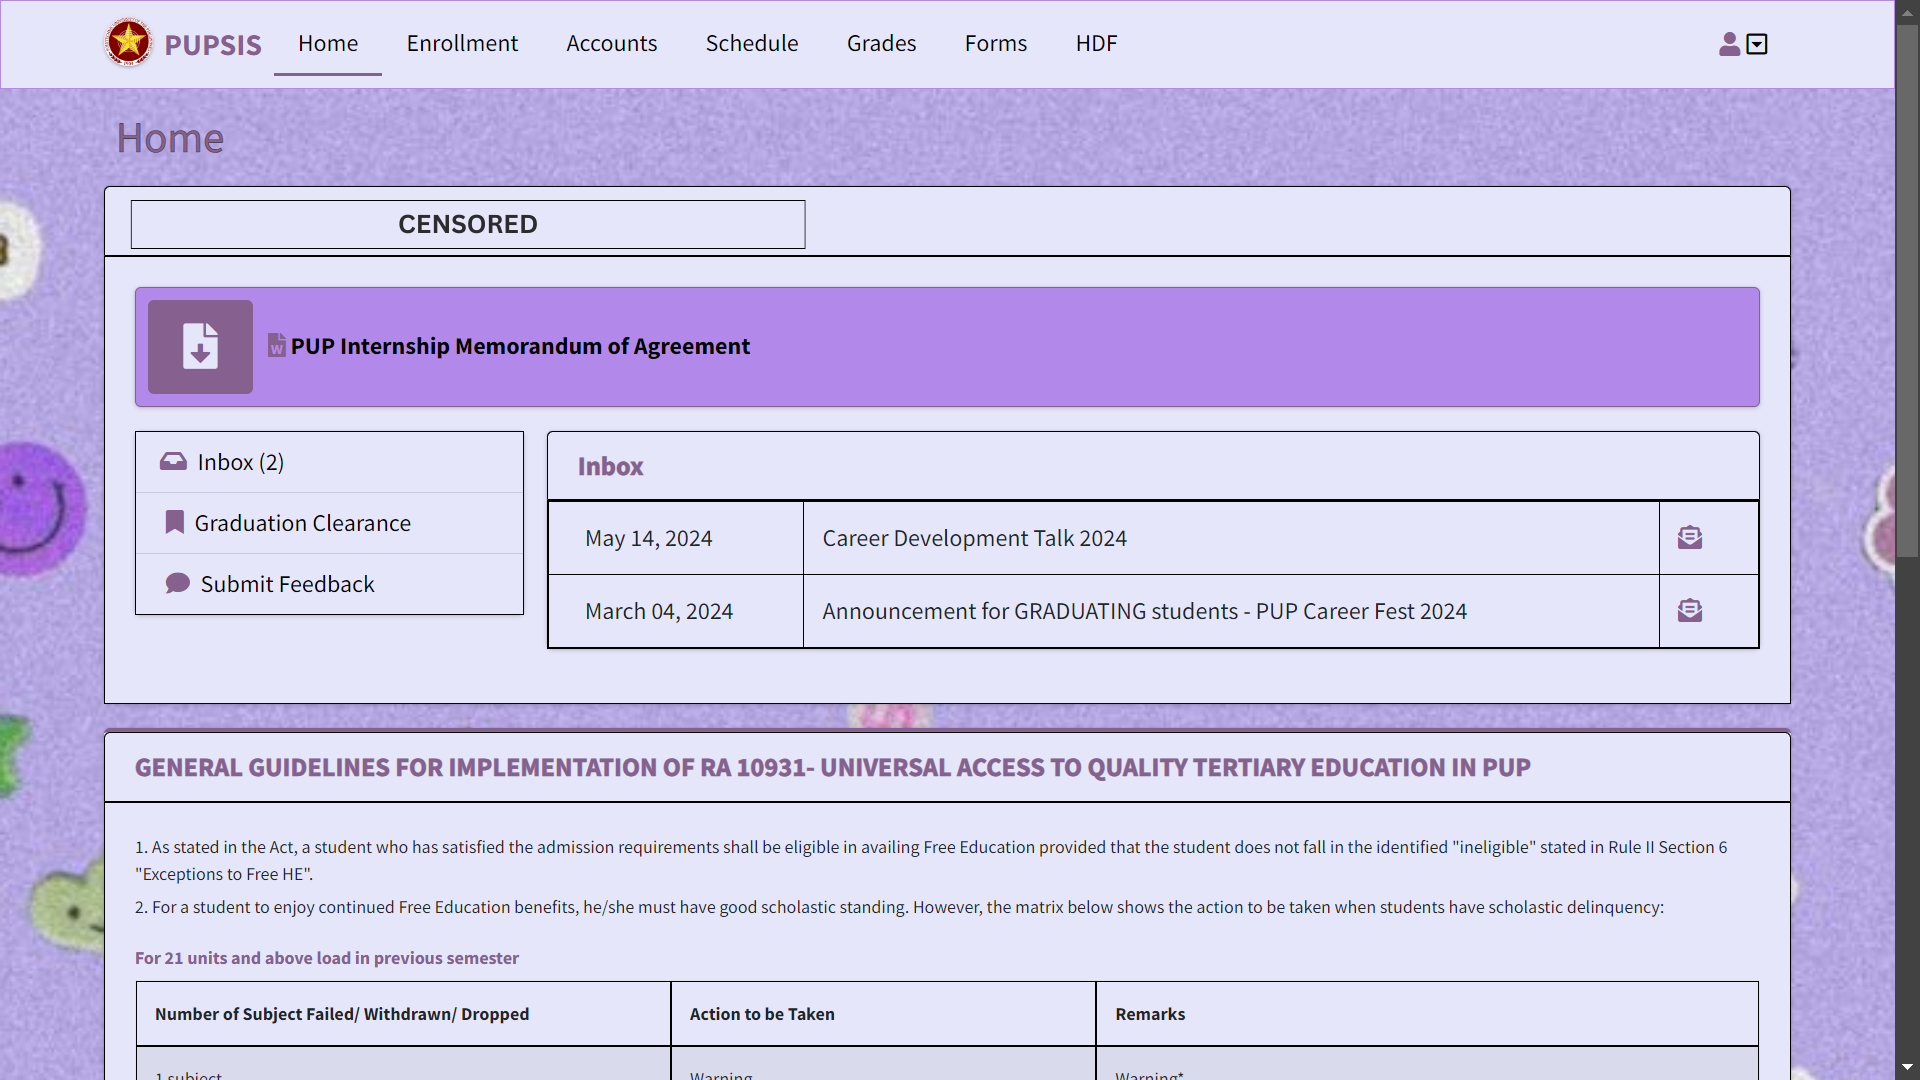 PUPSIS Home Enrollment Accounts Schedule Grades Forms HDF
Home
CENSORED
PUP Internship Memorandum of Agreement
Inbox (2)
Graduation Clearance
Submit Feedback
Inbox
May 14, 2024 Career Development Talk 2024
March 04, 2024 Announcement for GRADUATING students - PUP Career Fest 2024
GENERAL GUIDELINES FOR IMPLEMENTATION OF RA 10931- UNIVERSAL ACCESS TO QUALITY TERTIARY EDUCATION IN PUP
1. As stated in the Act, a student who has satisfied the admission requirements shall be eligible in availing Free Education provided that the student does not fall in the identified "ineligible" stated in Rule II Section 6
"Exceptions to Free HE".
2. For a student to enjoy continued Free Education benefits, he/she must have good scholastic standing. However, the matrix below shows the action to be taken when students have scholastic delinquency:
For 21 units and above load in previous semester
Number of Subject Failed/ Withdrawn/ Dropped Action to be Taken Remarks
1 subject Warning Warning*